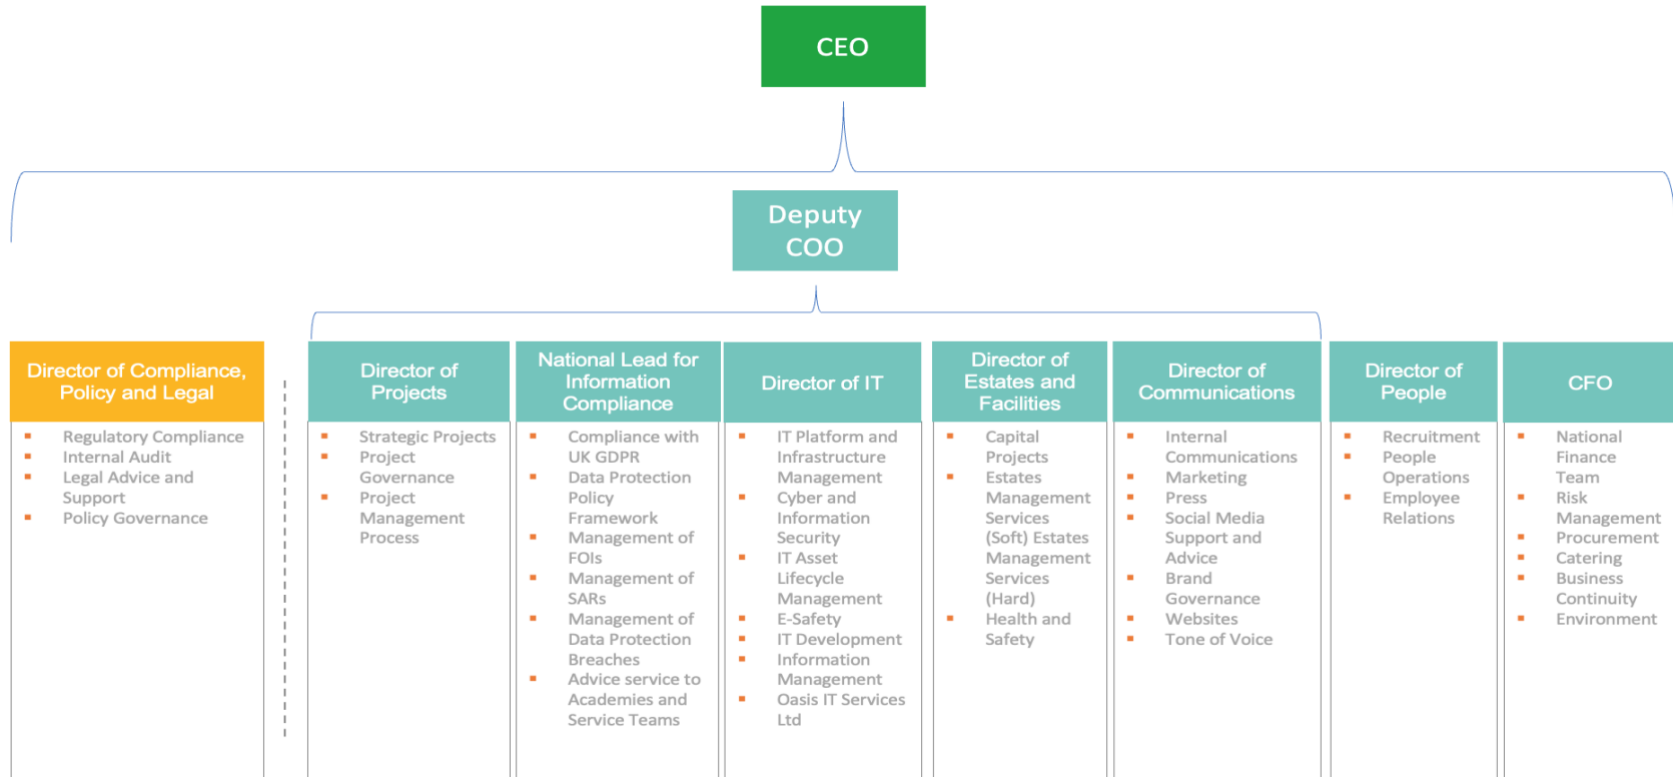 CEO
Deputy
COO
Director of Compliance,
Policy and Legal
Regulatory Compliance
Internal Audit
Legal Advice and
Support
Policy Governance
Director of
Projects
Strategic Projects
Project
Governance
Project
Management
Process
National Lead for
Information
Compliance
Compliance with
UK GDPR
Data Protection
Policy
Framework
Management of
FOIs
Management of
SARs
Management of
Data Protection
Breaches
Advice service to
Academies and
Service Teams
Director of IT
IT Platform and
Infrastructure
Management
Cyber and
Information
Security
IT Asset
Lifecycle
Management
E-Safety
IT Development
Information
Management
Oasis IT Services
Ltd
Director of
Estates and
Facilities
Capital
Projects
Estates
Management
Services
(Soft) Estates
Management
Services
(Hard)
Health and
Safety
Director of
Communications
Internal
Communications
Marketing
Press
Social Media
Support and
Advice
Brand
Governance
Websites
Tone of Voice
Director of
People
Recruitment
People
Operations
Employee
Relations
CFO
National
Finance
Team
Risk
Management
Procurement
Catering
Business
Continuity
Environment